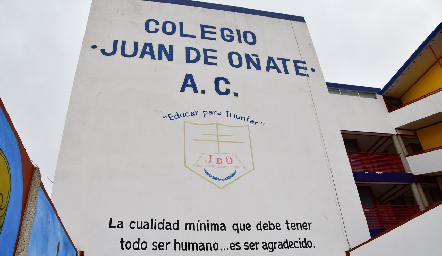 COLEGIO
·JUAN DE OÑATE·
A. C.
"Educar para Triunfar"
J D O
La cualidad mínima que debe tener
todo ser humano...es ser agradecido.